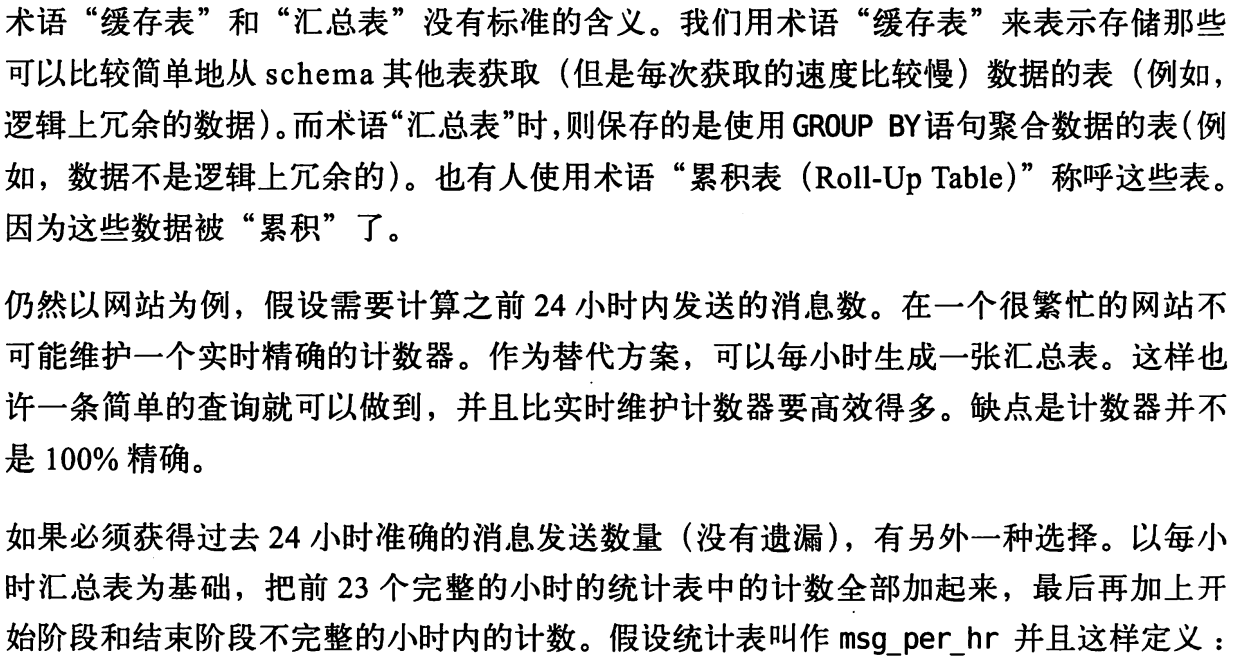 术语“缓存表”和“汇总表”没有标准的含义。我们用术语“缓存表”来表示存储那些
可以比较简单地从 schema 其他表获取（但是每次获取的速度比较慢）数据的表（例如，
逻辑上冗余的数据）。而术语“汇总表”时，则保存的是使用 GROUP BY 语句聚合数据的表（例
如，数据不是逻辑上冗余的）。也有人使用术语“累积表（Roll-Up Table）”称呼这些表。
因为这些数据被“累积”了。
仍然以网站为例，假设需要计算之前 24 小时内发送的消息数。在一个很繁忙的网站不
可能维护一个实时精确的计数器。作为替代方案，可以每小时生成一张汇总表。这样也
许一条简单的查询就可以做到，并且比实时维护计数器要高效得多。缺点是计数器并不
是 100% 精确。
如果必须获得过去 24 小时准确的消息发送数量（没有遗漏），有另外一种选择。以每小
时汇总表为基础，把前 23 个完整的小时的统计表中的计数全部加起来，最后再加上开
始阶段和结束阶段不完整的小时内的计数。假设统计表叫作 msg_per_hr 并且这样定义：